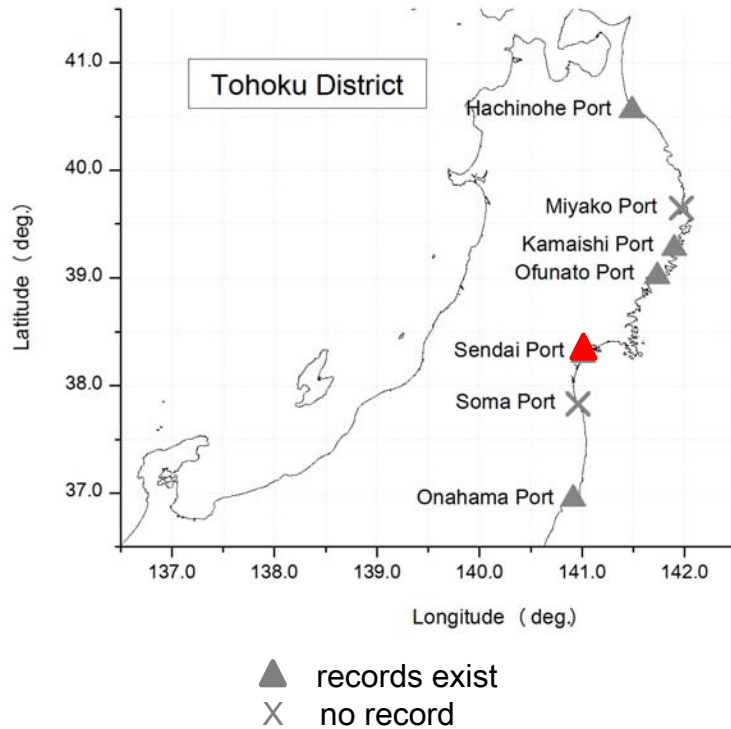 Tohoku District
41.0
40.0
39.0
38.0
37.0
Latitude ( deg.)
Hachinohe Port
Miyako Port
Kamaishi Port
Ofunato Port
Sendai Port
Soma Port
Onahama Port
137.0 138.0 139.0 140.0 141.0 142.0
Longitude ( deg.)
records exist
X no record